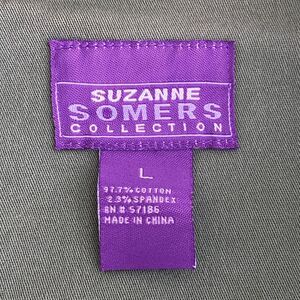 SUZANNE
SOMERS
COLLECTION
L
97.7% COTTON
2.3% SPANDEX
RN # 57186
MADE IN CHINA